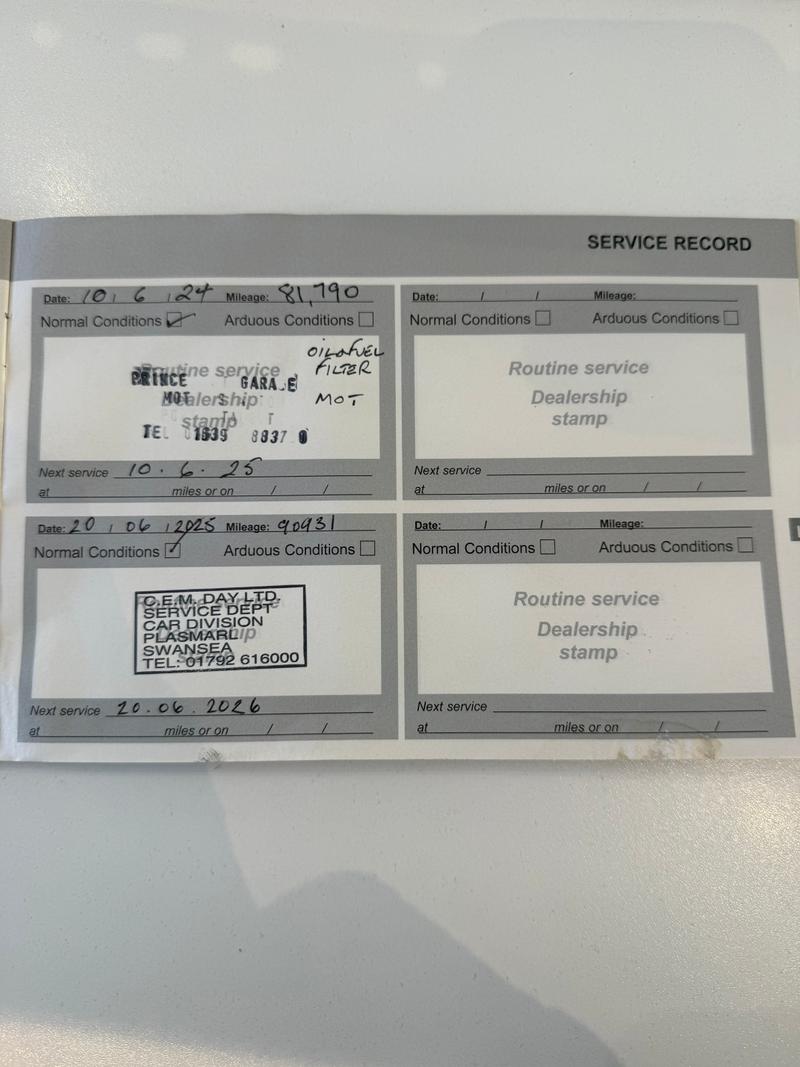 SERVICE RECORD
Date: 10 / 6 / 24 Mileage: 81,790
Normal Conditions Arduous Conditions
Routine service
Dealership
stamp
PRINCE
MOT
TEL
OIL & FUEL
FILTER
MOT
Next service 10 . 6 . 25
at miles or on / /
Date: 20 / 06 / 2025 Mileage: 90931
Normal Conditions Arduous Conditions
C.E.M. DAY LTD.
SERVICE DEPT
CAR DIVISION
PLASMARL
SWANSEA
TEL: 01792 616000
Next service 20.06.2026
at miles or on / /
Date: / / Mileage:
Normal Conditions Arduous Conditions
Routine service
Dealership
stamp
Next service
at miles or on / /
Date: / / Mileage:
Normal Conditions Arduous Conditions
Routine service
Dealership
stamp
Next service
at miles or on / /